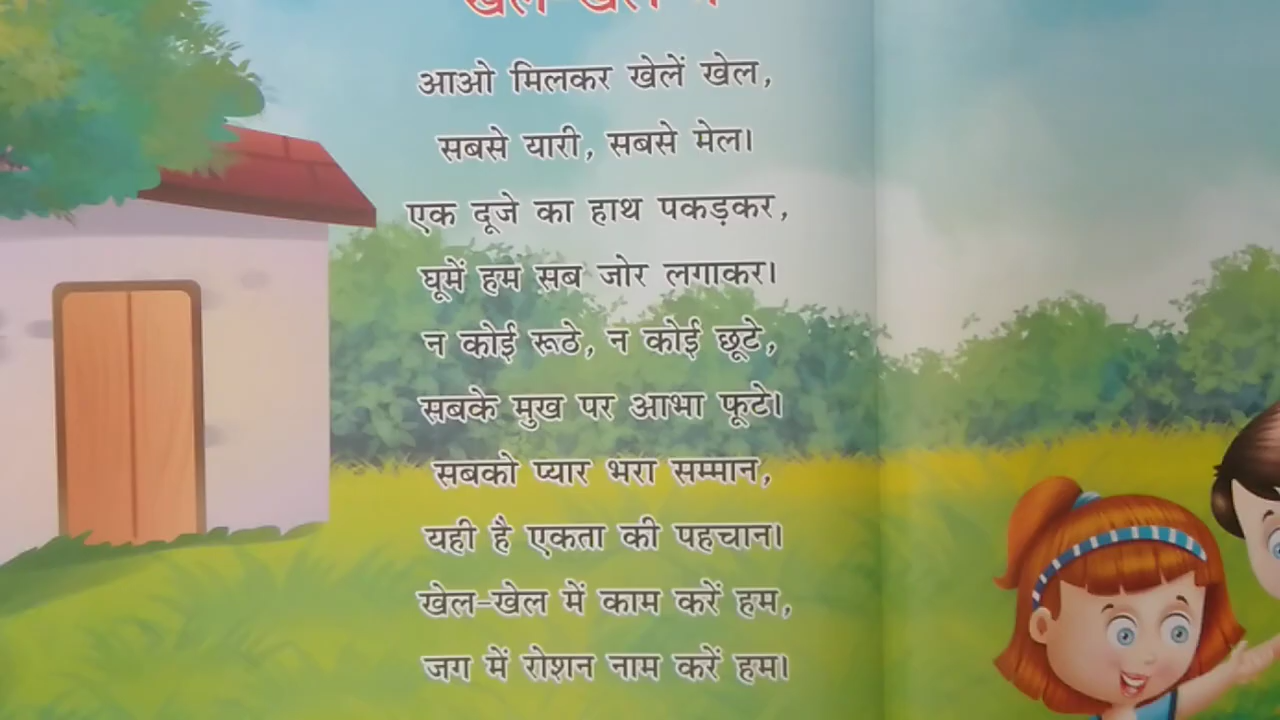 खेल-खेल में
आओ मिलकर खेलें खेल,
सबसे यारी, सबसे मेल।
एक दूजे का हाथ पकड़कर,
घूमें हम सब जोर लगाकर।
न कोई रूठे, न कोई छूटे,
सबके मुख पर आभा फूटे।
सबको प्यार भरा सम्मान,
यही है एकता की पहचान।
खेल-खेल में काम करें हम,
जग में रोशन नाम करें हम।